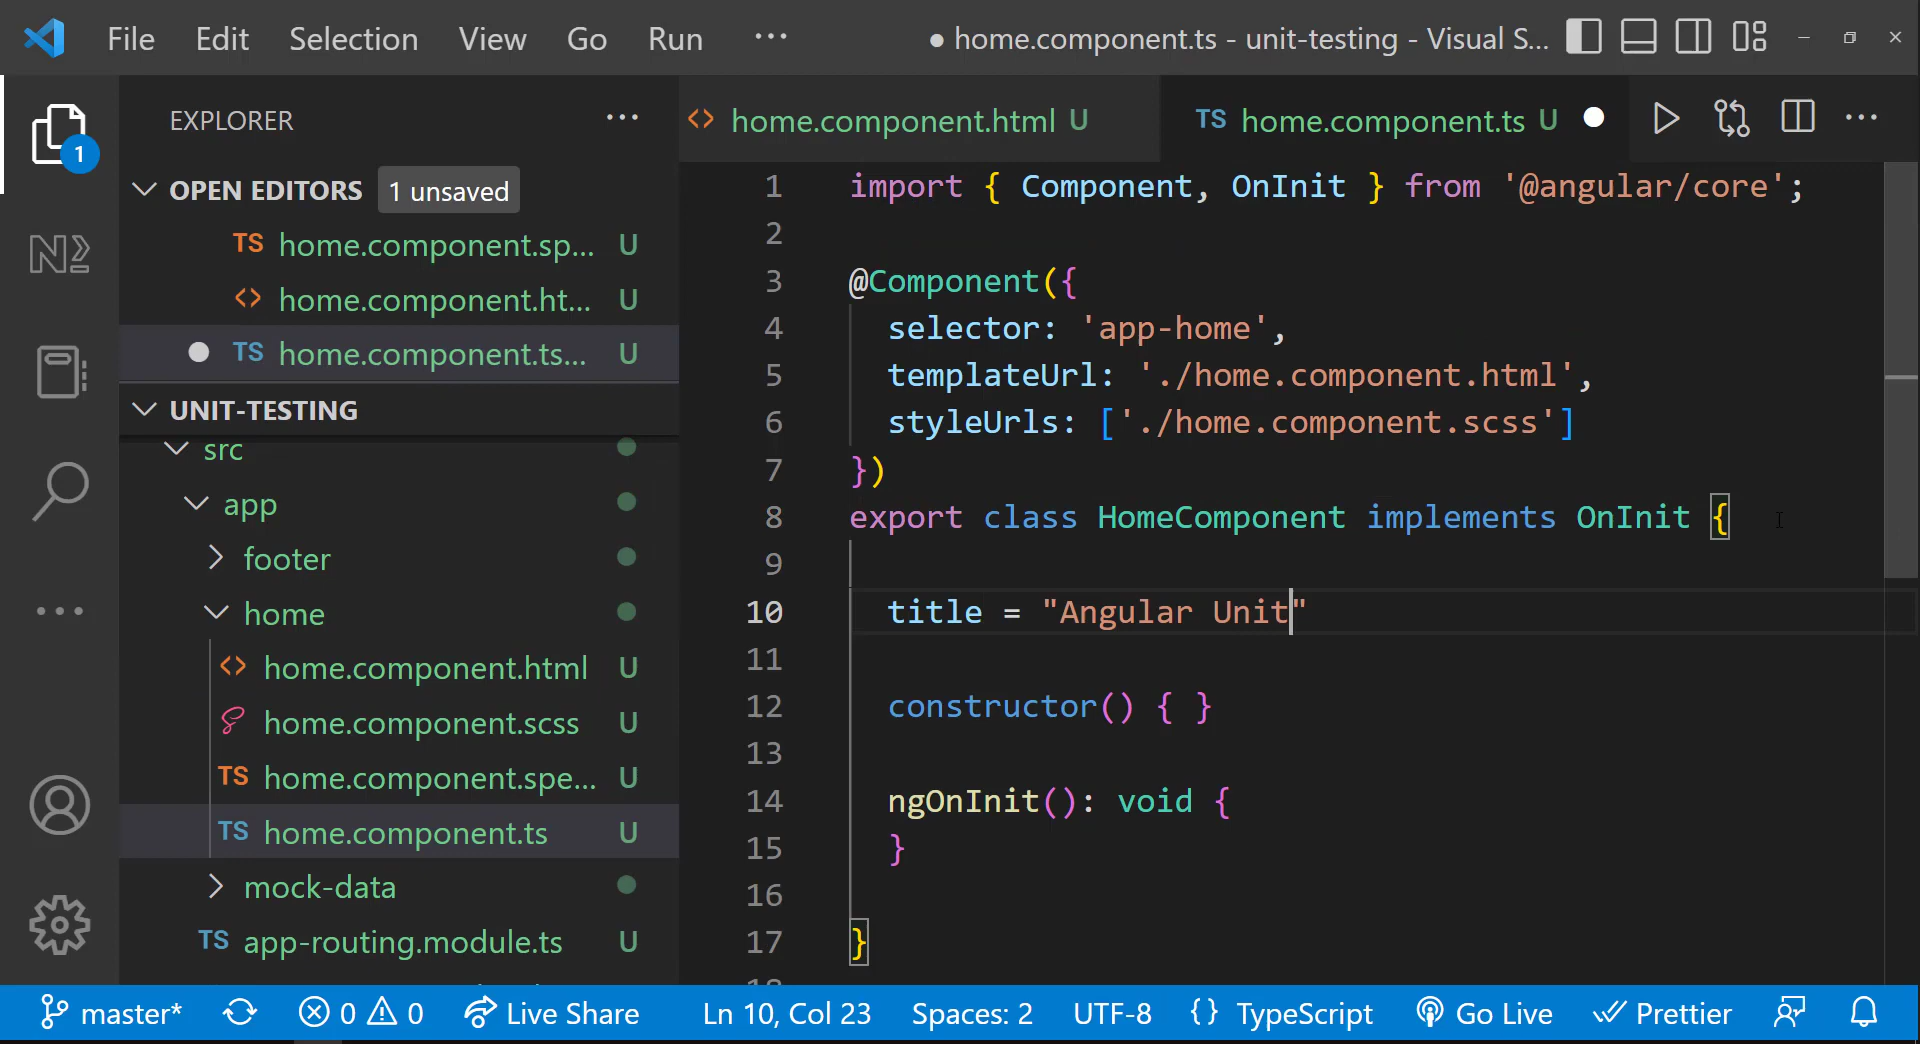 File Edit Selection View Go Run ··· ● home.component.ts - unit-testing - Visual S...
EXPLORER ···
1
OPEN EDITORS 1 unsaved
TS home.component.sp... U
<> home.component.ht... U
● TS home.component.ts... U
UNIT-TESTING
src
app
footer
home
<> home.component.html U
home.component.scss U
TS home.component.spe... U
TS home.component.ts U
mock-data
TS app-routing.module.ts U
<> home.component.html U TS home.component.ts U ●
1 import { Component, OnInit } from '@angular/core';
2
3 @Component({
4 selector: 'app-home',
5 templateUrl: './home.component.html',
6 styleUrls: ['./home.component.scss']
7 })
8 export class HomeComponent implements OnInit {
9
10 title = "Angular Unit"
11
12 constructor() { }
13
14 ngOnInit(): void {
15 }
16
17 }
master* 0 0 Live Share Ln 10, Col 23 Spaces: 2 UTF-8 {} TypeScript Go Live Prettier